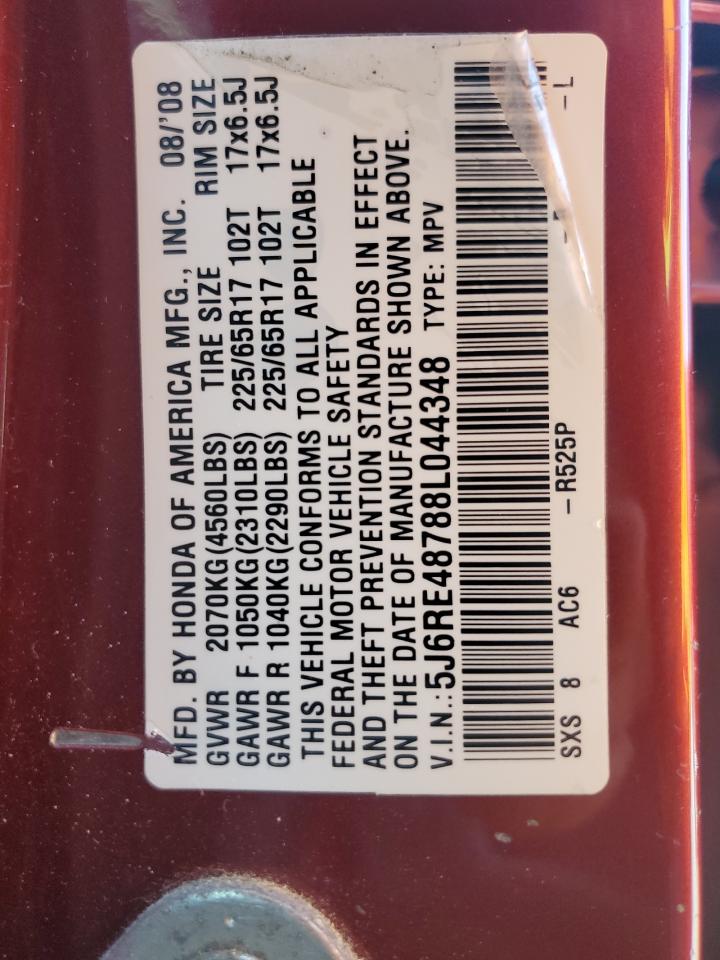 MFD. BY HONDA OF AMERICA MFG., INC. 08/'08
GVWR 2070KG(4560LBS) TIRE SIZE RIM SIZE
GAWR F 1050KG(2310LBS) 225/65R17 102T 17x6.5J
GAWR R 1040KG(2290LBS) 225/65R17 102T 17x6.5J
THIS VEHICLE CONFORMS TO ALL APPLICABLE
FEDERAL MOTOR VEHICLE SAFETY
AND THEFT PREVENTION STANDARDS IN EFFECT
ON THE DATE OF MANUFACTURE SHOWN ABOVE.
V.I.N.: 5J6RE48788L044348 TYPE: MPV
SXS 8 AC6 - R525P - L